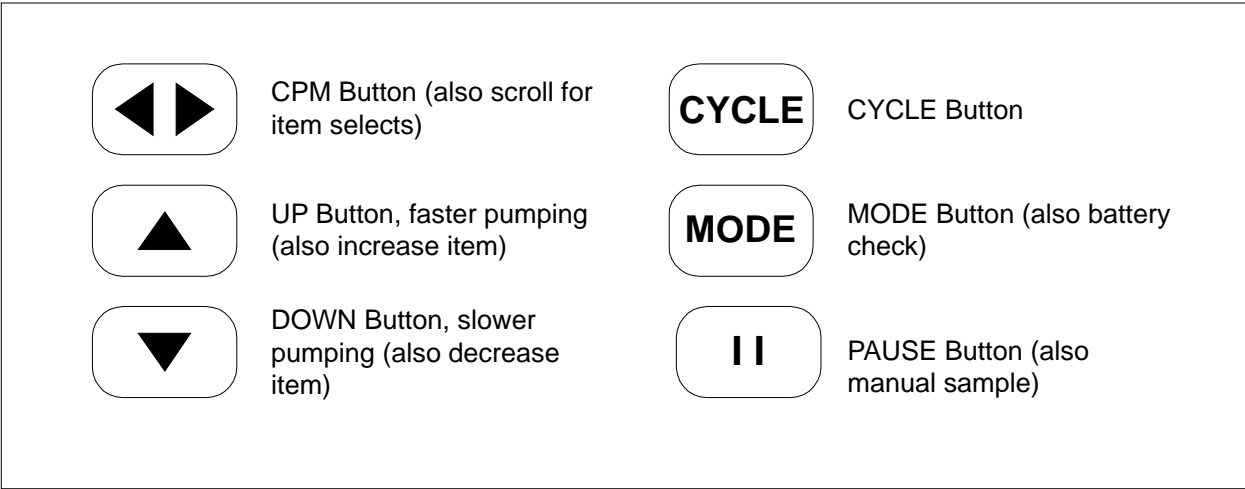 CPM Button (also scroll for
item selects)
UP Button, faster pumping
(also increase item)
DOWN Button, slower
pumping (also decrease
item)
CYCLE
CYCLE Button
MODE
MODE Button (also battery
check)
PAUSE Button (also
manual sample)